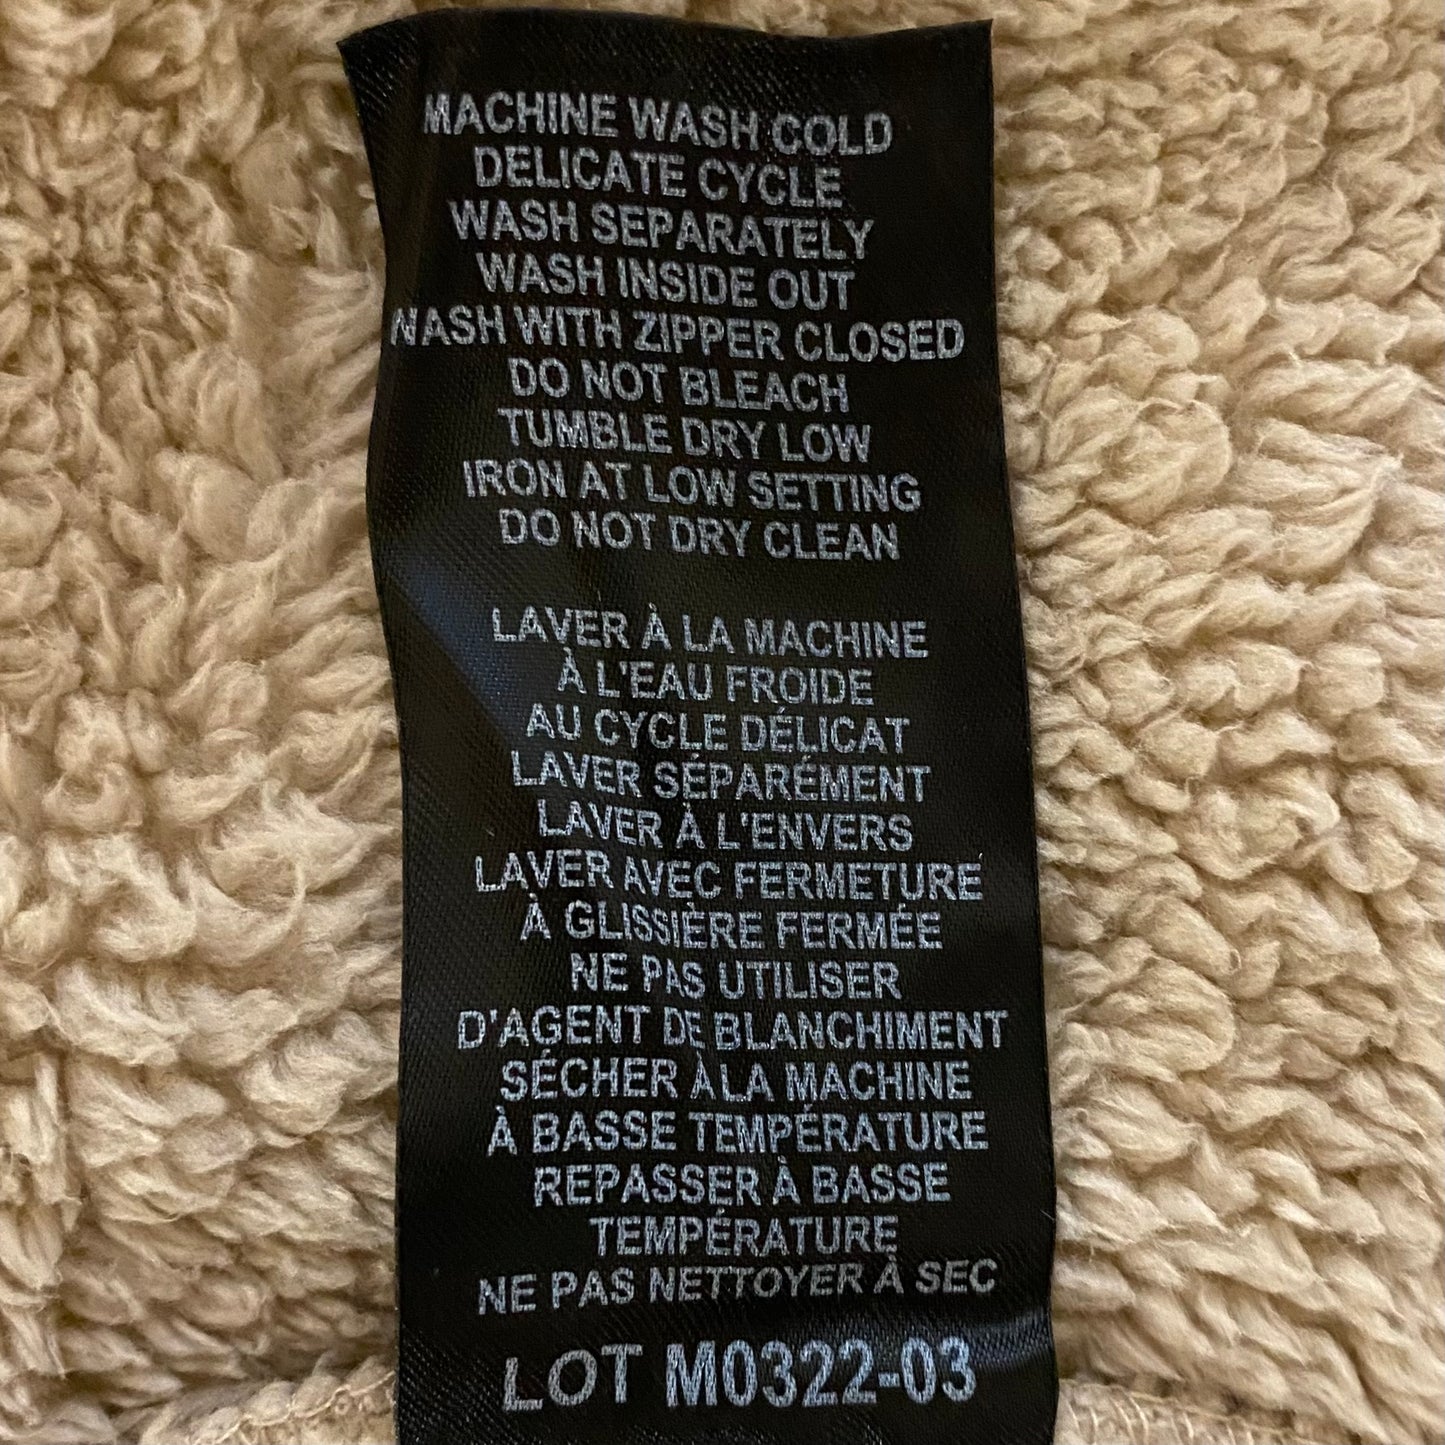 MACHINE WASH COLD
DELICATE CYCLE
WASH SEPARATELY
WASH INSIDE OUT
WASH WITH ZIPPER CLOSED
DO NOT BLEACH
TUMBLE DRY LOW
IRON AT LOW SETTING
DO NOT DRY CLEAN
LAVER À LA MACHINE
À L'EAU FROIDE
AU CYCLE DÉLICAT
LAVER SÉPARÉMENT
LAVER À L'ENVERS
LAVER AVEC FERMETURE
À GLISSIÈRE FERMÉE
NE PAS UTILISER
D'AGENT DE BLANCHIMENT
SÉCHER À LA MACHINE
À BASSE TEMPÉRATURE
REPASSER À BASSE
TEMPÉRATURE
NE PAS NETTOYER À SEC
LOT M0322-03